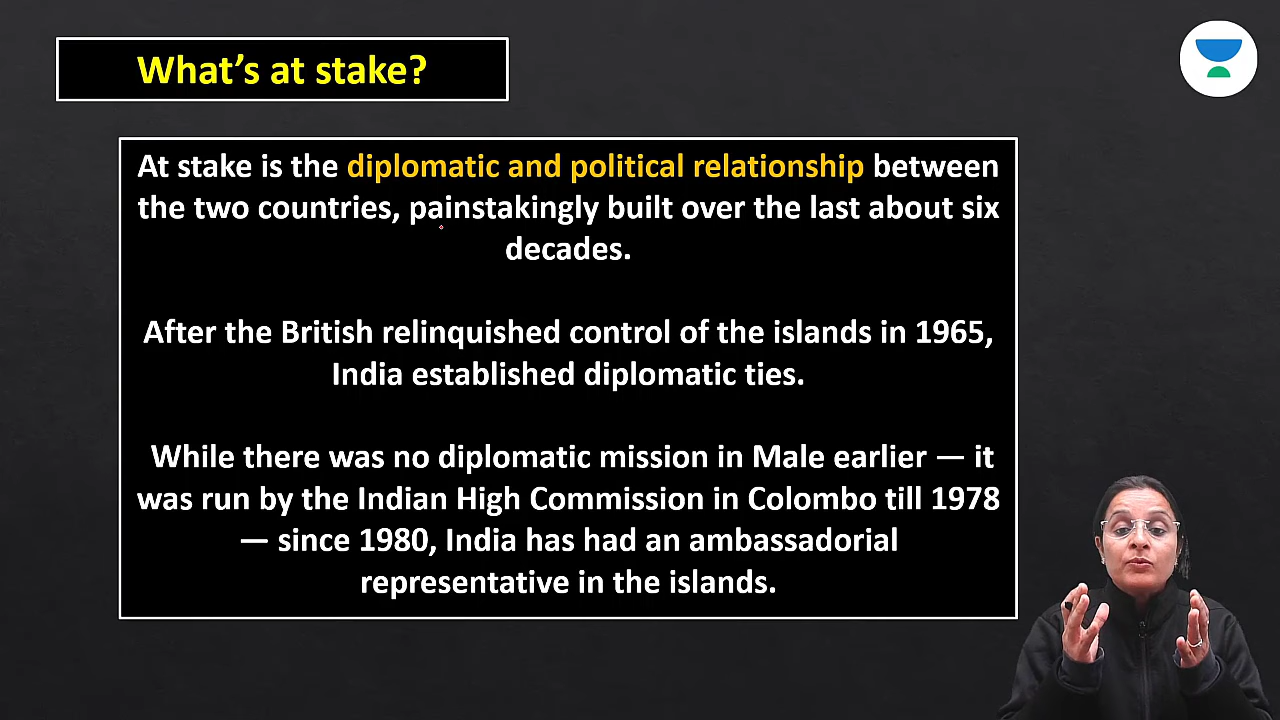 What’s at stake?
At stake is the diplomatic and political relationship between
the two countries, painstakingly built over the last about six
decades.
After the British relinquished control of the islands in 1965,
India established diplomatic ties.
While there was no diplomatic mission in Male earlier — it
was run by the Indian High Commission in Colombo till 1978
— since 1980, India has had an ambassadorial
representative in the islands.